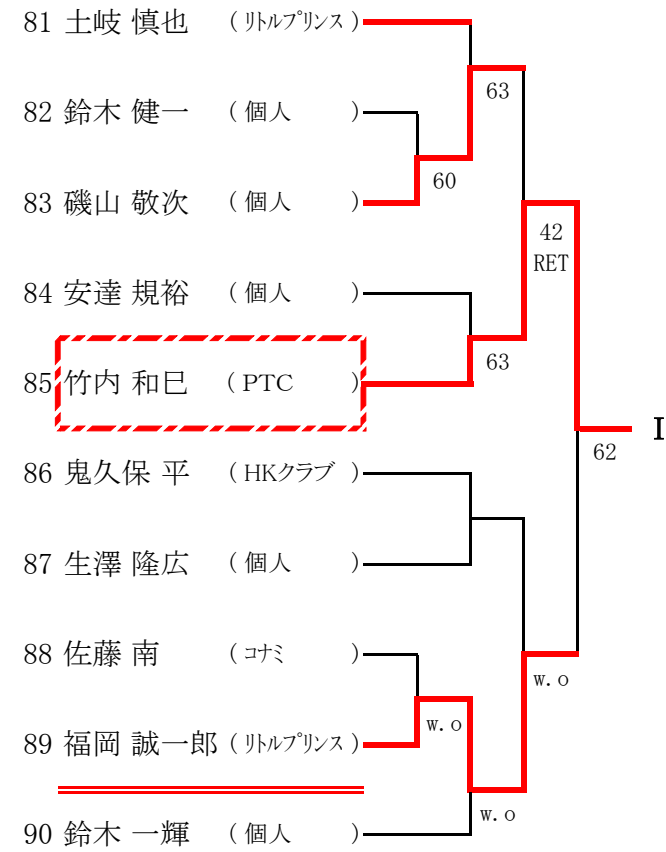 81 土岐 慎也 (リトルプリンス)
63
82 鈴木 健一 (個人)
60
83 磯山 敬次 (個人)
42
RET
84 安達 規裕 (個人)
63
85 竹内 和巳 (PTC)
62
86 鬼久保 平 (HKクラブ)
87 生澤 隆広 (個人)
88 佐藤 南 (コナミ)
w.o
w.o
89 福岡 誠一郎 (リトルプリンス)
w.o
90 鈴木 一輝 (個人)